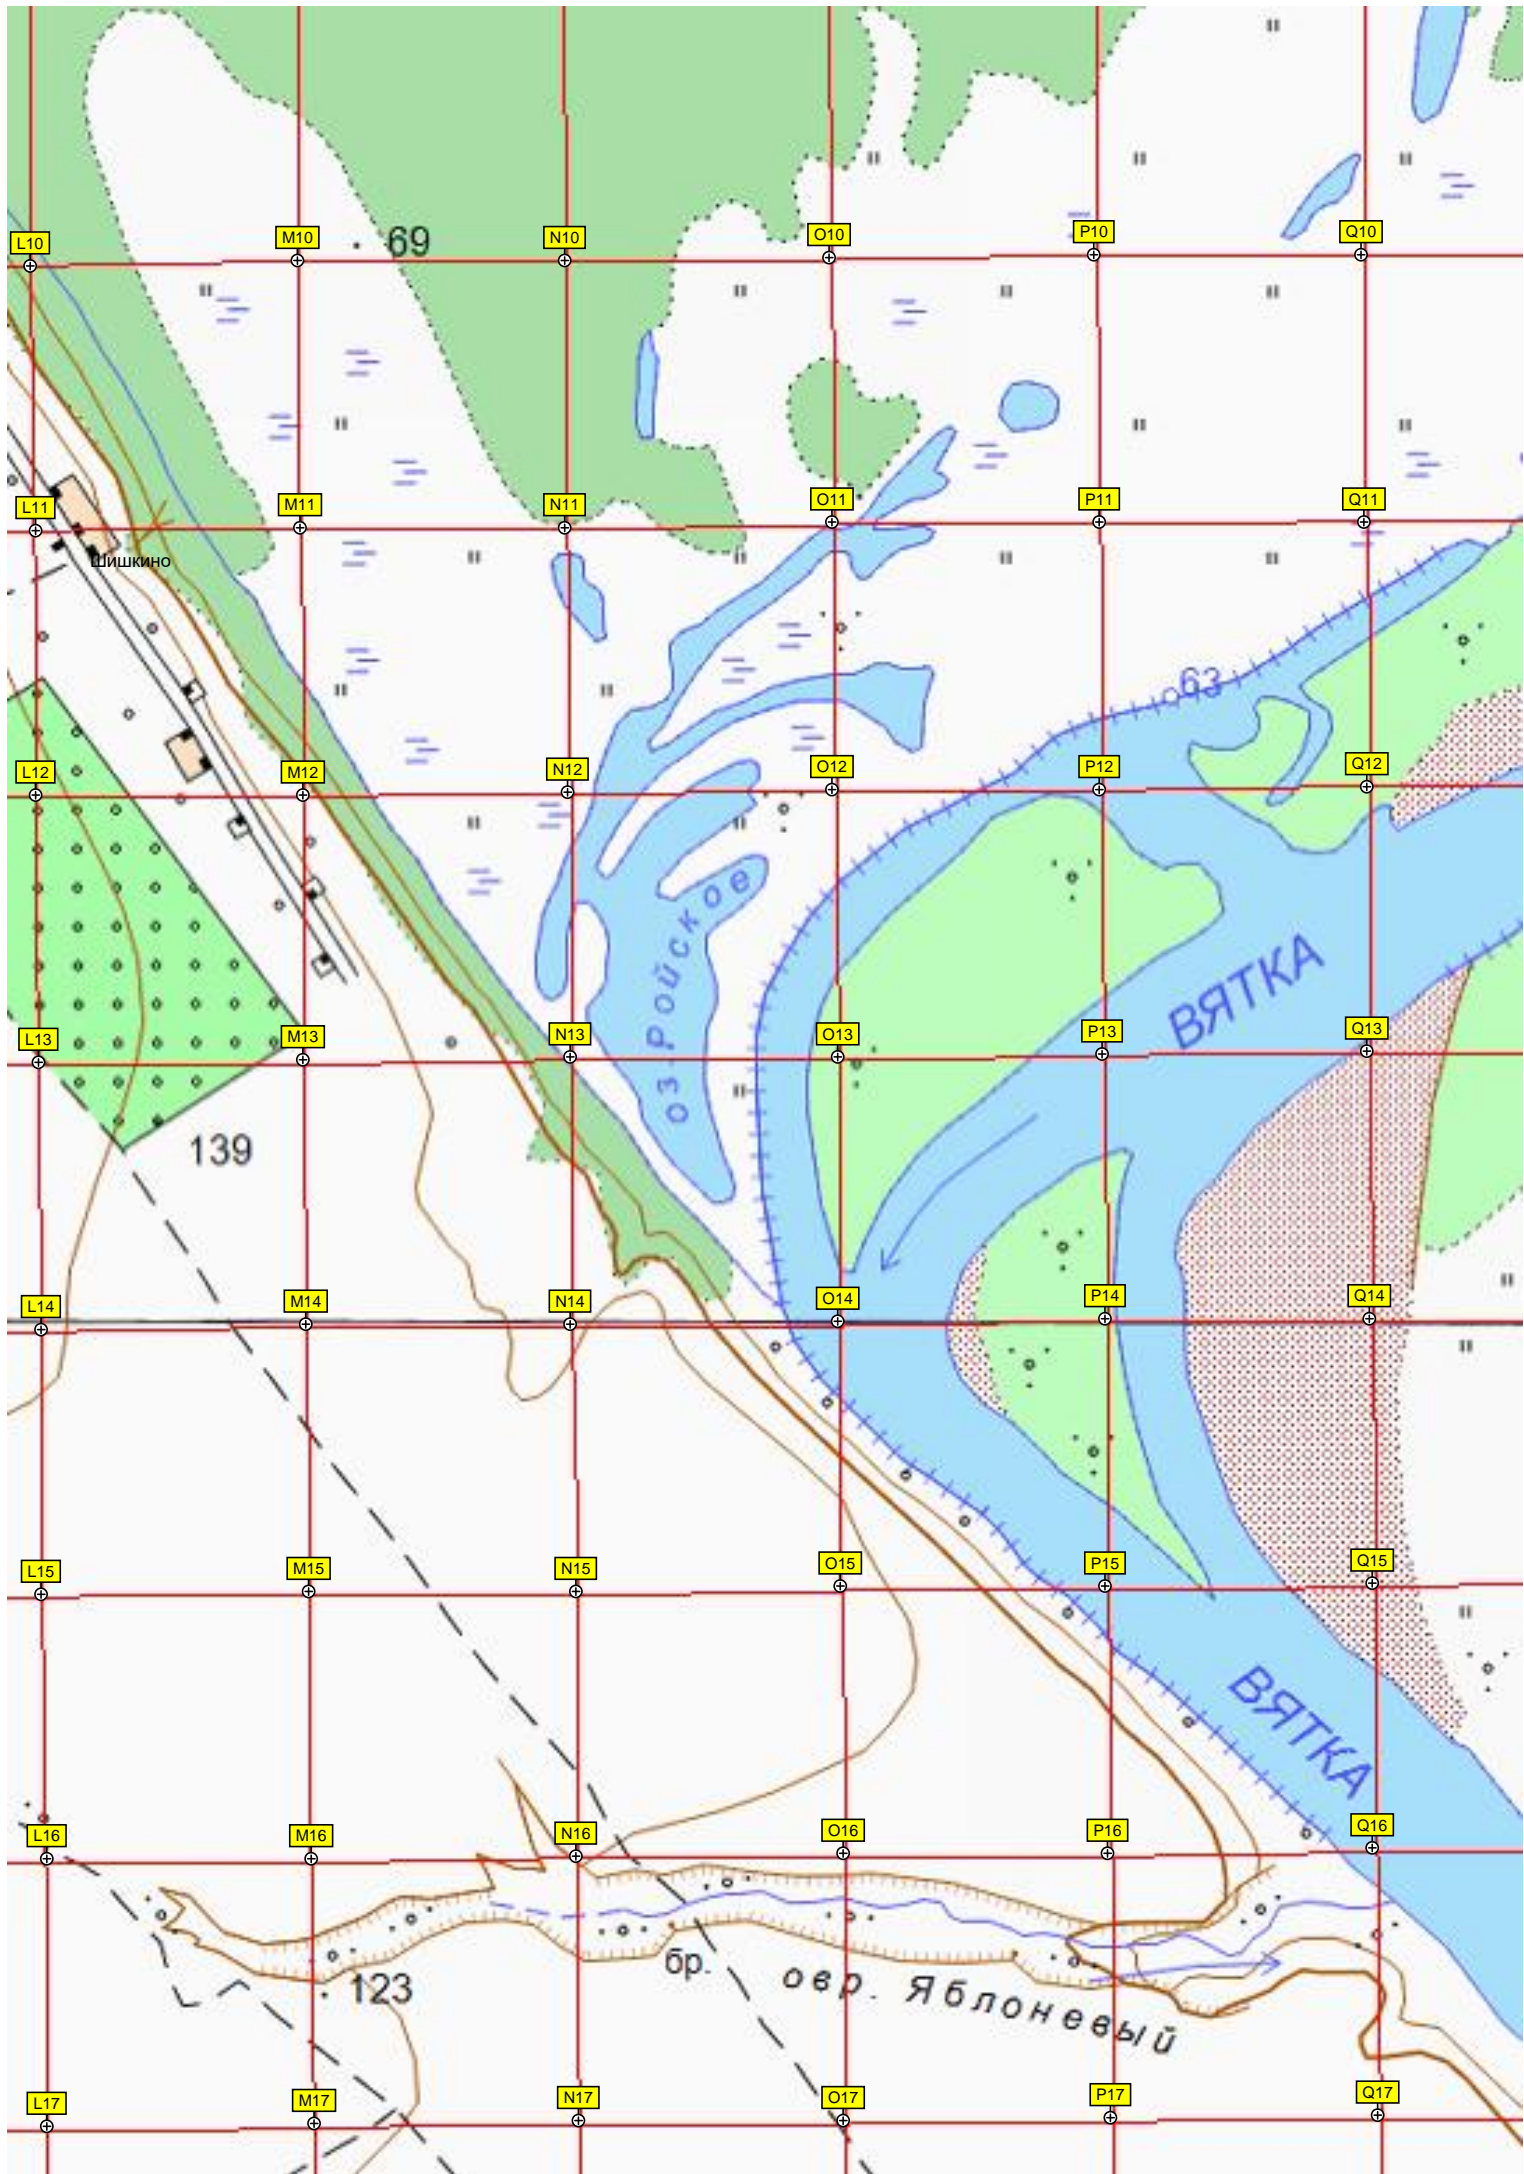 L10 M10 69 N10 O10 P10 Q10
L11 M11 N11 O11 P11 Q11
Шишкино
63
L12 M12 N12 O12 P12 Q12
оз Ройское
ВЯТКА
L13 M13 N13 O13 P13 Q13
139
L14 M14 N14 O14 P14 Q14
L15 M15 N15 O15 P15 Q15
ВЯТКА
L16 M16 N16 O16 P16 Q16
бр.
123
овр. Яблоневый
L17 M17 N17 O17 P17 Q17